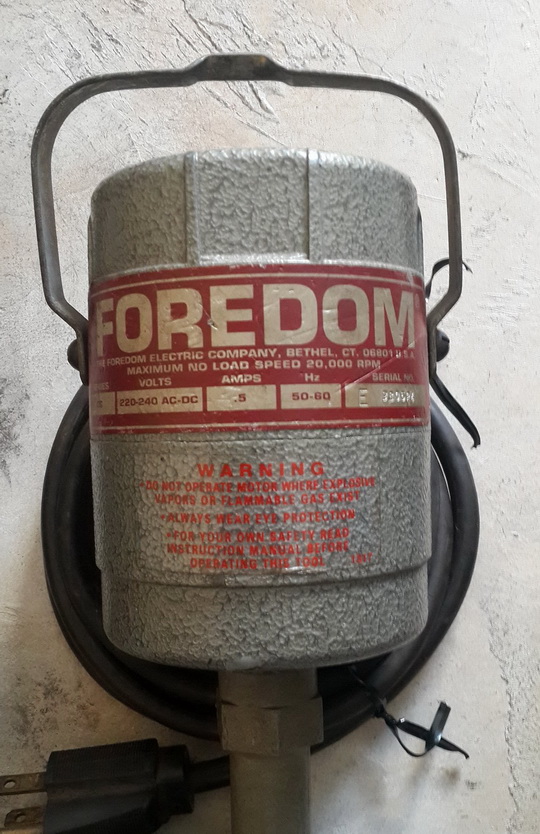 FOREDOM
THE FOREDOM ELECTRIC COMPANY, BETHEL, CT. 06801 U.S.A.
MAXIMUM NO LOAD SPEED 20,000 RPM
VOLTS AMPS Hz SERIAL NO.
220-240 AC-DC .5 50-60 E
WARNING
•DO NOT OPERATE MOTOR WHERE EXPLOSIVE
VAPORS OR FLAMMABLE GAS EXIST
•ALWAYS WEAR EYE PROTECTION
•FOR YOUR OWN SAFETY READ
INSTRUCTION MANUAL BEFORE
OPERATING THIS TOOL